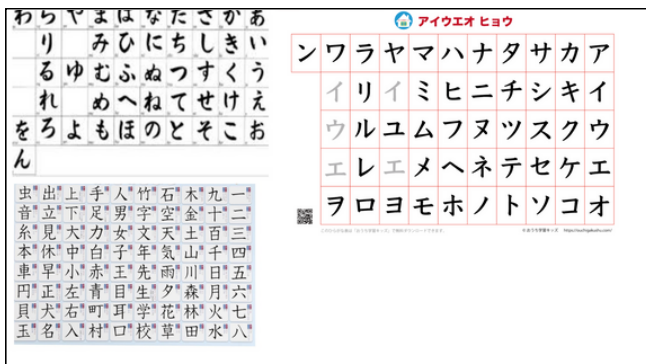 あいうえお
かきくけこ
さしすせそ
たちつてと
なにぬねの
はひふへほ
まみむめも
やゆよ
らりるれろ
わをん
アイウエオ ヒョウ
アイウエオ
カキクケコ
サシスセソ
タチツテト
ナニヌネノ
ハヒフヘホ
マミムメモ
ヤイユエヨ
ラリルレロ
ワイウエヲ
ン
一二三四五六七八
九十百千日月火水
木金土山川森林田
石空天気雨夕花草
竹字文年先生学校
人男女子王目耳口
手足力白赤青町村
上下大中小左右入
出立見休早正犬名
虫音糸本車円貝玉